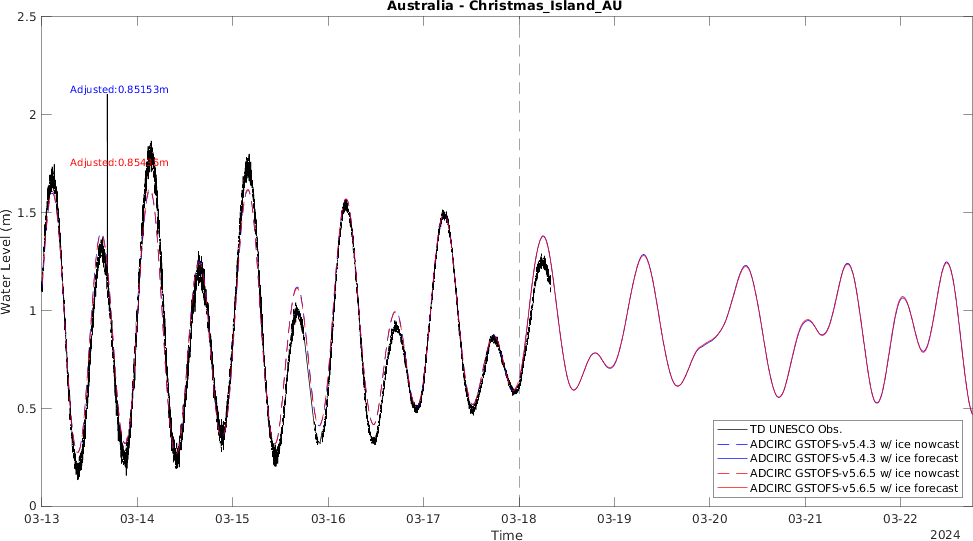 Australia - Christmas_Island_AU
2.5
Adjusted:0.85153m
2
1.5
Water Level (m)
1
0.5
0
TD UNESCO Obs.
ADCIRC GSTOFS-v5.4.3 w/ ice nowcast
ADCIRC GSTOFS-v5.4.3 w/ ice forecast
ADCIRC GSTOFS-v5.6.5 w/ ice nowcast
ADCIRC GSTOFS-v5.6.5 w/ ice forecast
03-13 03-14 03-15 03-16 03-17 03-18 03-19 03-20 03-21 03-22
Time
2024